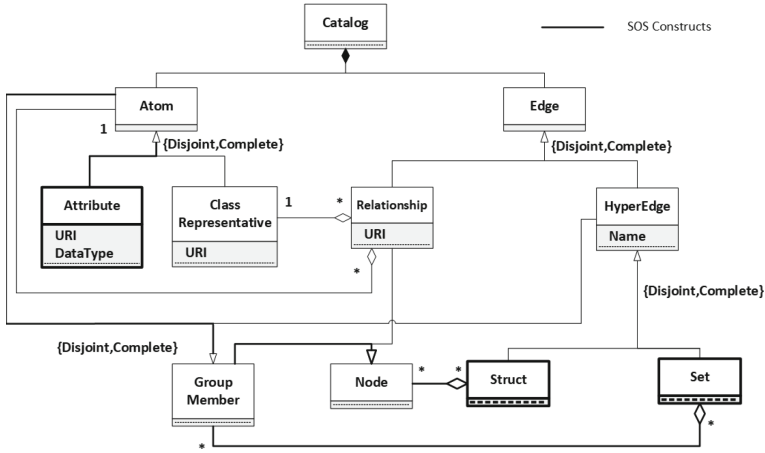 Catalog
SOS Constructs
Atom
Edge
1
{Disjoint,Complete}
{Disjoint,Complete}
Attribute
URI
DataType
Class
Representative
URI
1
*
Relationship
URI
*
HyperEdge
Name
{Disjoint,Complete}
{Disjoint,Complete}
Group
Member
Node
*
*
Struct
Set
*
*